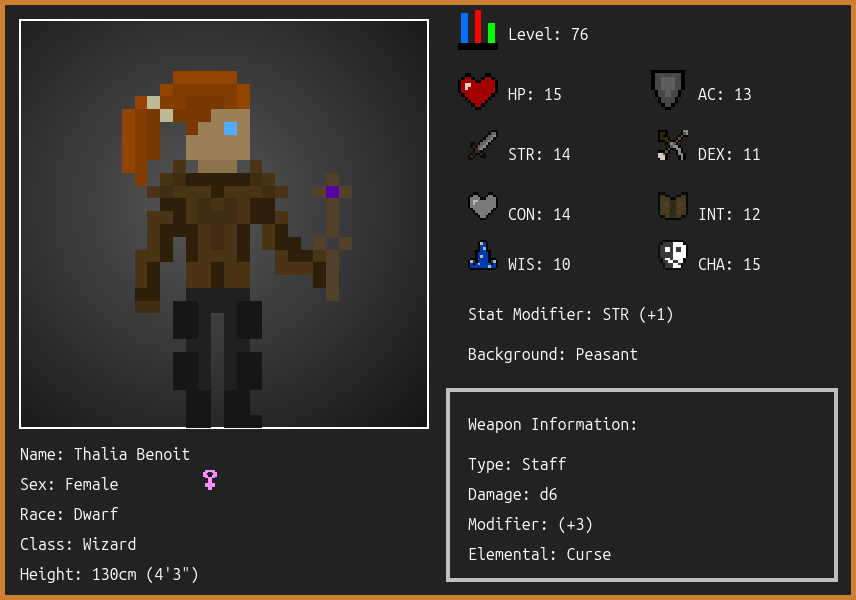 Level: 76
HP: 15
AC: 13
STR: 14
DEX: 11
CON: 14
INT: 12
WIS: 10
CHA: 15
Stat Modifier: STR (+1)
Background: Peasant
Name: Thalia Benoit
Sex: Female
Race: Dwarf
Class: Wizard
Height: 130cm (4'3")
Weapon Information:
Type: Staff
Damage: d6
Modifier: (+3)
Elemental: Curse